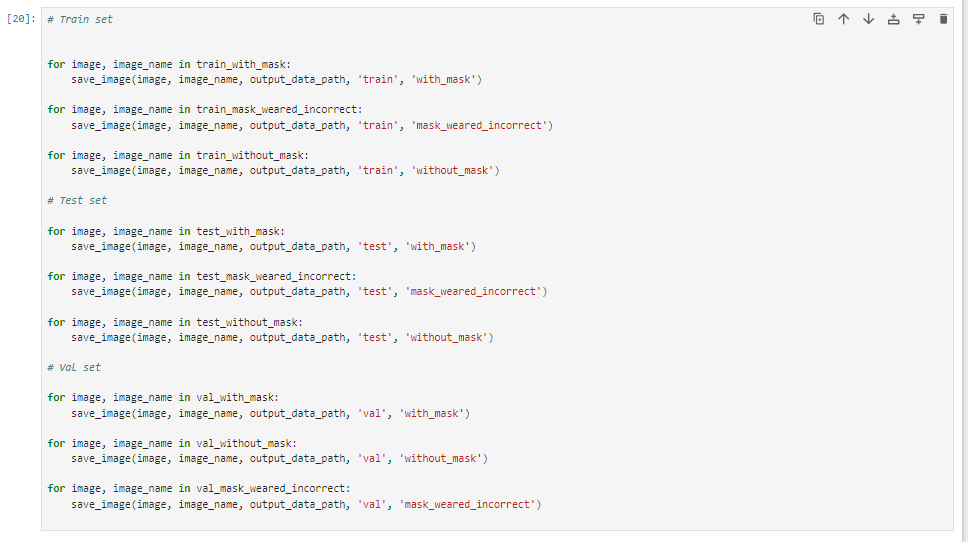 [20]: # Train set
for image, image_name in train_with_mask:
    save_image(image, image_name, output_data_path, 'train', 'with_mask')
for image, image_name in train_mask_weared_incorrect:
    save_image(image, image_name, output_data_path, 'train', 'mask_weared_incorrect')
for image, image_name in train_without_mask:
    save_image(image, image_name, output_data_path, 'train', 'without_mask')
# Test set
for image, image_name in test_with_mask:
    save_image(image, image_name, output_data_path, 'test', 'with_mask')
for image, image_name in test_mask_weared_incorrect:
    save_image(image, image_name, output_data_path, 'test', 'mask_weared_incorrect')
for image, image_name in test_without_mask:
    save_image(image, image_name, output_data_path, 'test', 'without_mask')
# Val set
for image, image_name in val_with_mask:
    save_image(image, image_name, output_data_path, 'val', 'with_mask')
for image, image_name in val_without_mask:
    save_image(image, image_name, output_data_path, 'val', 'without_mask')
for image, image_name in val_mask_weared_incorrect:
    save_image(image, image_name, output_data_path, 'val', 'mask_weared_incorrect')